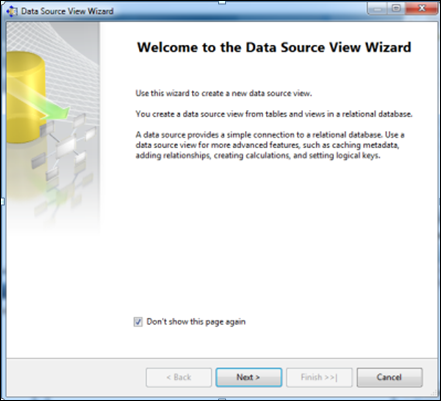 Data Source View Wizard
Welcome to the Data Source View Wizard
Use this wizard to create a new data source view.
You create a data source view from tables and views in a relational database.
A data source provides a simple connection to a relational database. Use a
data source view for more advanced features, such as caching metadata,
adding relationships, creating calculations, and setting logical keys.
Don't show this page again
< Back Next > Finish >>| Cancel